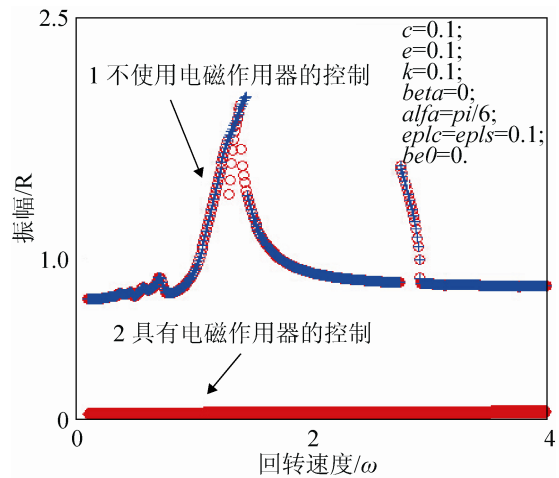 2.5
c=0.1;
e=0.1;
1 不使用电磁作用器的控制
k=0.1;
beta=0;
alfa=pi/6;
eplc=epls=0.1;
be0=0.
振幅/R
1.0
2 具有电磁作用器的控制
0
0
2
4
回转速度/ω